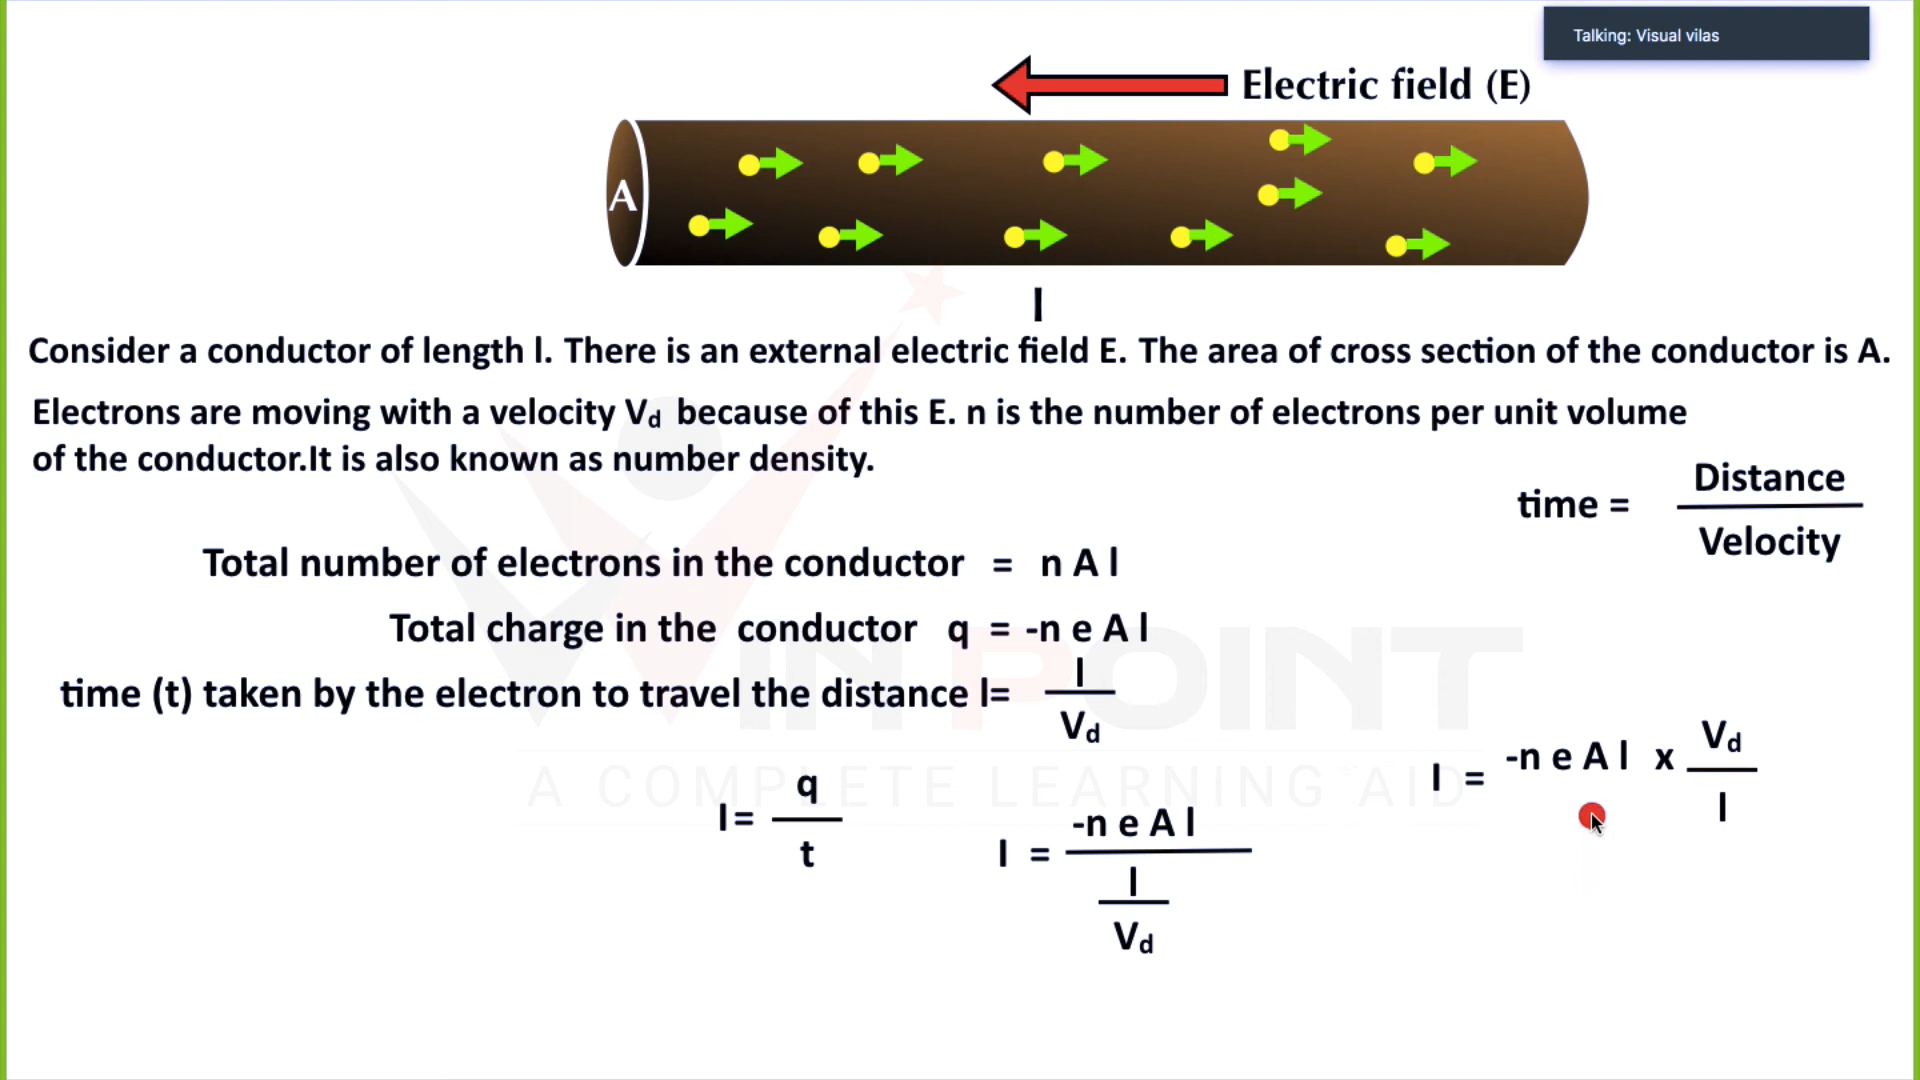 Talking: Visual vilas
Electric field (E)
A
l
Consider a conductor of length l. There is an external electric field E. The area of cross section of the conductor is A.
Electrons are moving with a velocity Vd because of this E. n is the number of electrons per unit volume
of the conductor.It is also known as number density.
time = Distance
Velocity
Total number of electrons in the conductor = n A l
Total charge in the conductor q = -n e A l
time (t) taken by the electron to travel the distance l= l
Vd
I= q
t
I = -n e A l
l
Vd
I = -n e A l x Vd
l
WINPOINT
A COMPLETE LEARNING AID